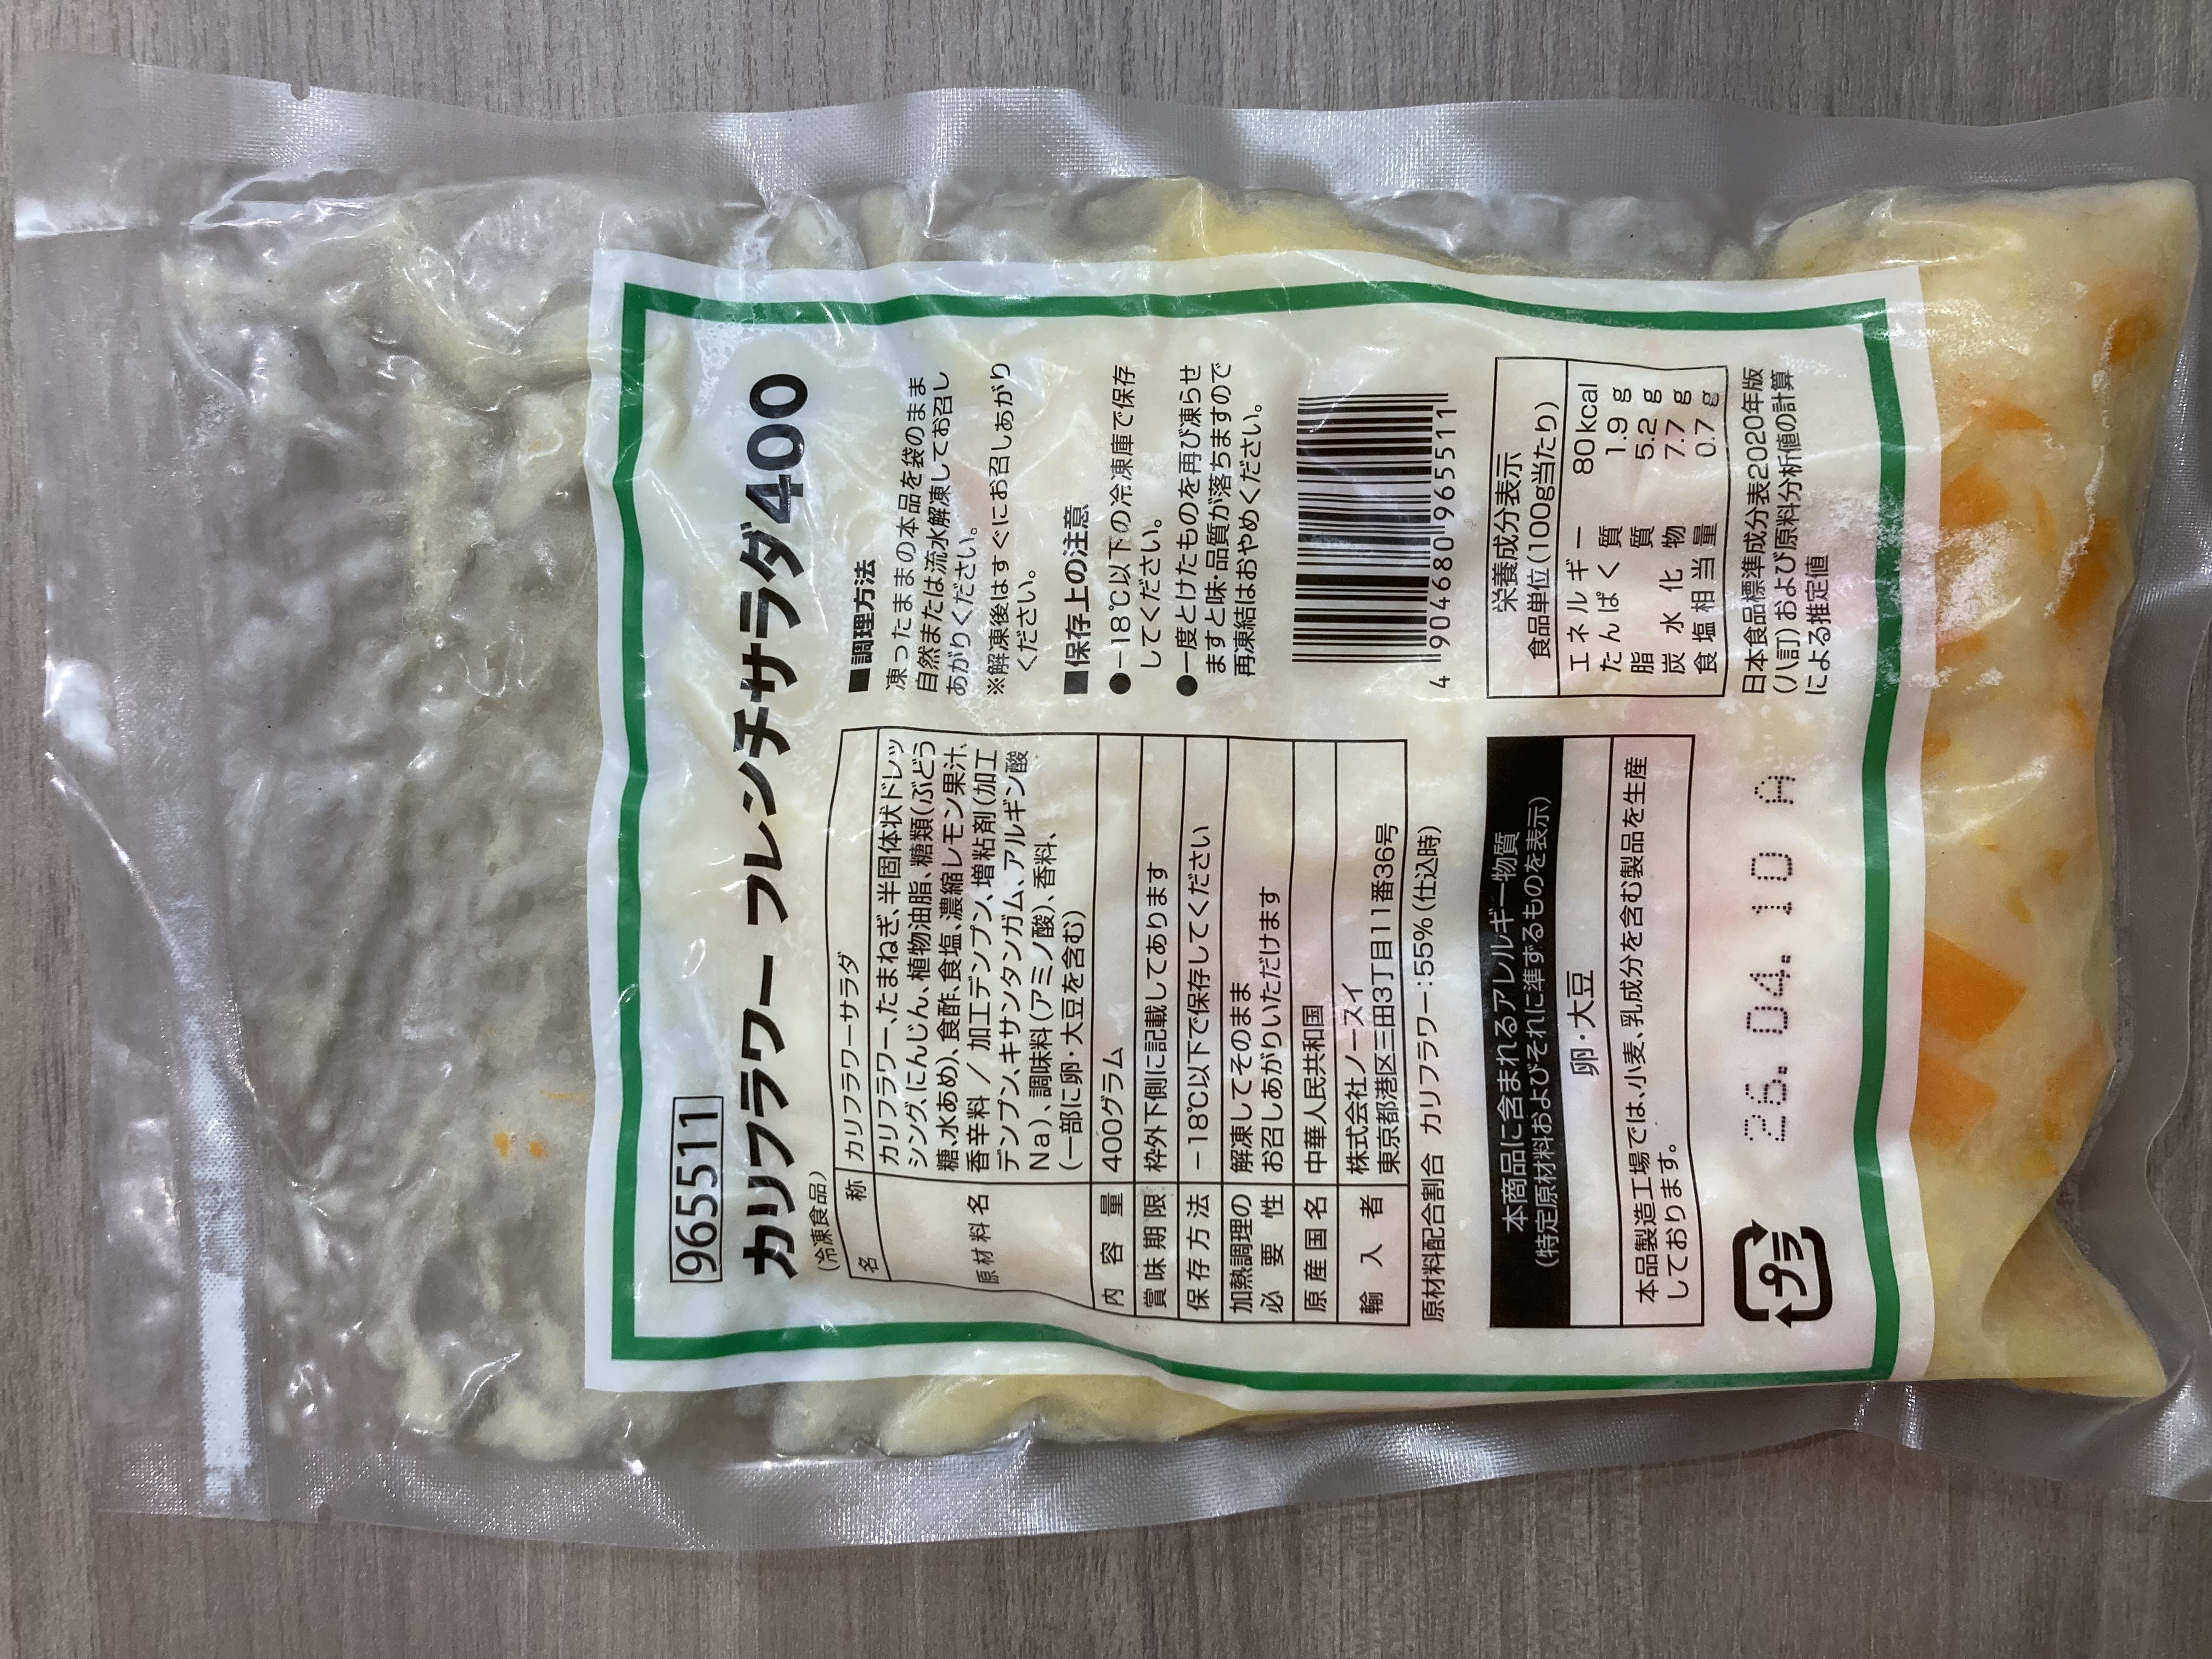 965511
カリフラワー フレンチサラダ400
(冷凍食品)
名称 カリフラワーサラダ
原材料名 カリフラワー、たまねぎ、半固体状ドレッ
シング、にんじん、植物油脂、糖類(ぶどう
糖、水あめ)、食酢、食塩、濃縮レモン果汁、
香辛料/加工デンプン、増粘剤(加工
デンプン、キサンタンガム、アルギン酸
Na)、調味料(アミノ酸)、香料、
(一部に卵・大豆を含む)
内容量 400グラム
賞味期限 枠外下側に記載してあります
保存方法 −18℃以下で保存してください
加熱調理の必要性 解凍してそのまま
お召しあがりいただけます
原産国名 中華人民共和国
輸入者 株式会社ノースイ
東京都港区三田3丁目11番36号
原材料配合割合 カリフラワー:55%(仕込時)
本商品に含まれるアレルギー物質
(特定原材料およびそれに準ずるものを表示)
卵・大豆
本品製造工場では、小麦、乳成分を含む製品を生産
しております。
プラ
26.04.10 A
■調理方法
凍ったままの本品を袋のまま
自然または流水解凍してお召し
あがりください。
※解凍後はすぐにお召しあがり
ください。
■保存上の注意
●−18℃以下の冷凍庫で保存
してください。
●一度とけたものを再び凍らせ
ますと味・品質が落ちますので
再凍結はおやめください。
4 904680 965511
栄養成分表示
食品単位(100g当たり)
エネルギー 80kcal
たんぱく質 1.9g
脂質 5.2g
炭水化物 7.7g
食塩相当量 0.7g
日本食品標準成分表2020年版
(八訂)および原料分析値の計算
による推定値